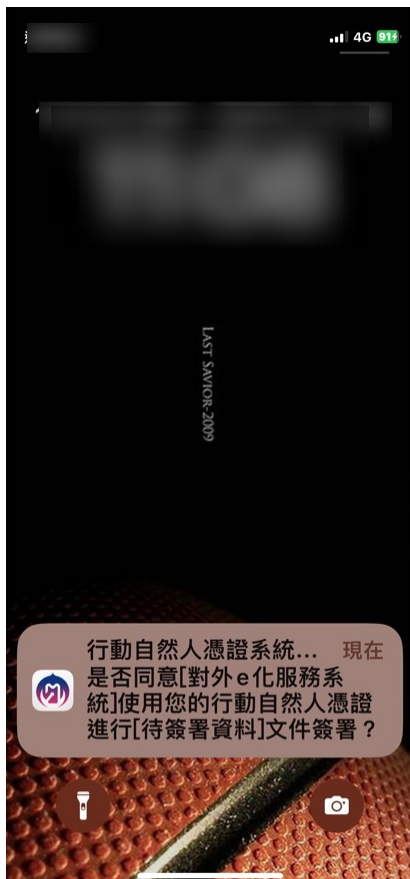 4G 91
LAST SAVIOR-2009
行動自然人憑證系統... 現在
是否同意[對外e化服務系
統]使用您的行動自然人憑證
進行[待簽署資料]文件簽署？